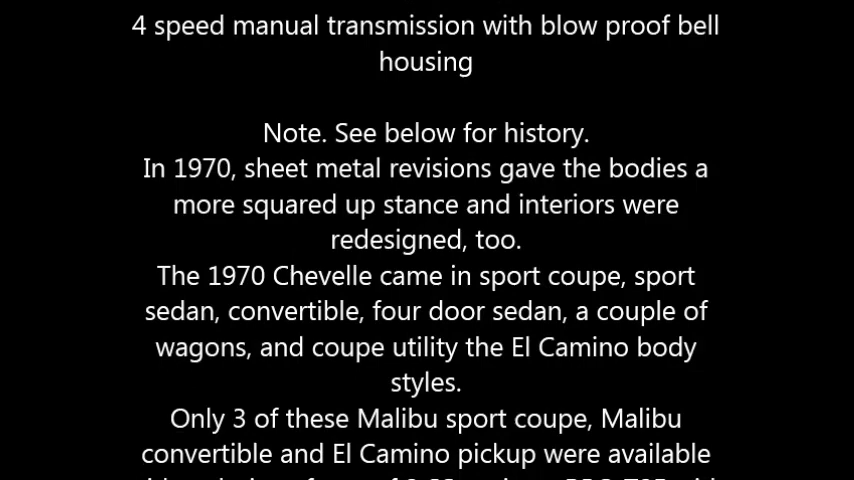 4 speed manual transmission with blow proof bell
housing
Note. See below for history.
In 1970, sheet metal revisions gave the bodies a
more squared up stance and interiors were
redesigned, too.
The 1970 Chevelle came in sport coupe, sport
sedan, convertible, four door sedan, a couple of
wagons, and coupe utility the El Camino body
styles.
Only 3 of these Malibu sport coupe, Malibu
convertible and El Camino pickup were available